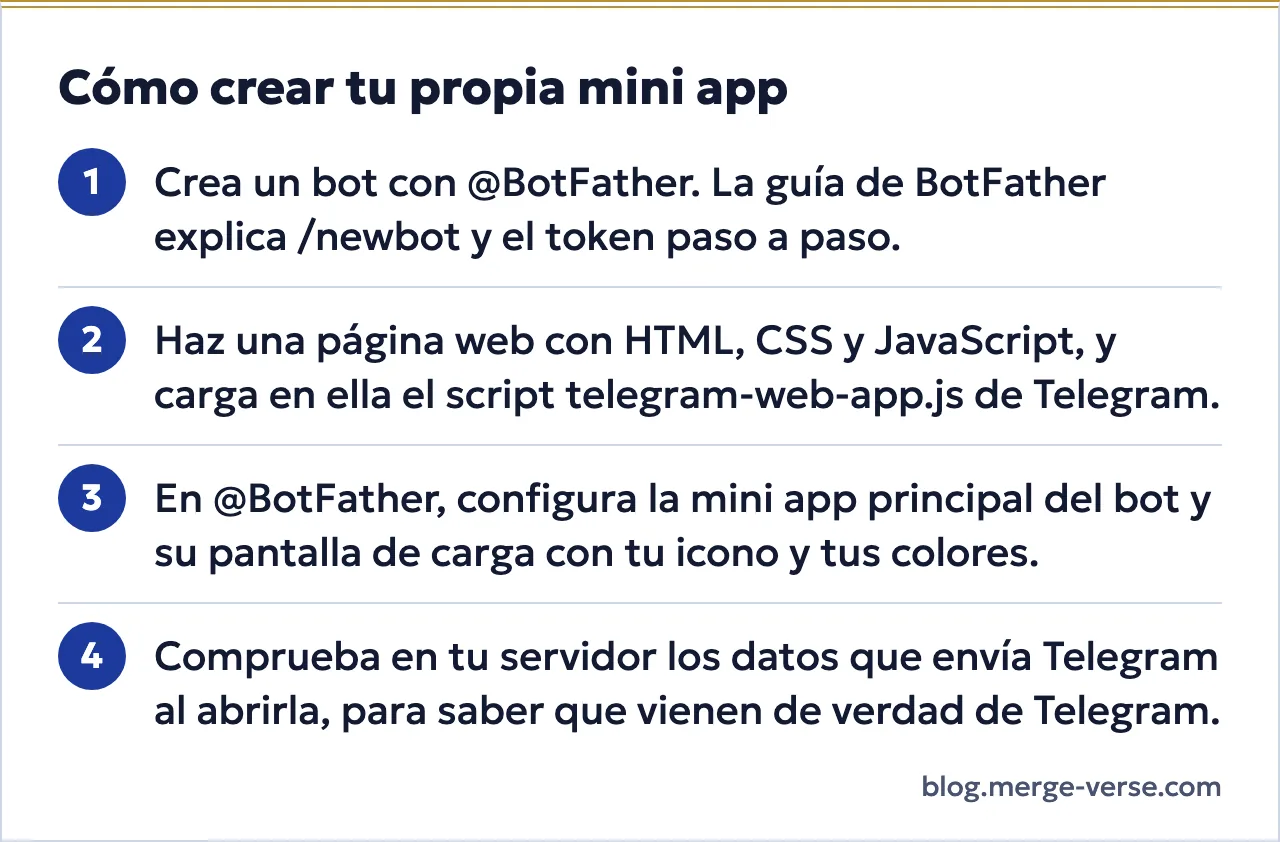 Cómo crear tu propia mini app
1
Crea un bot con @BotFather. La guía de BotFather
explica /newbot y el token paso a paso.
2
Haz una página web con HTML, CSS y JavaScript, y
carga en ella el script telegram-web-app.js de Telegram.
3
En @BotFather, configura la mini app principal del bot y
su pantalla de carga con tu icono y tus colores.
4
Comprueba en tu servidor los datos que envía Telegram
al abrirla, para saber que vienen de verdad de Telegram.
blog.merge-verse.com